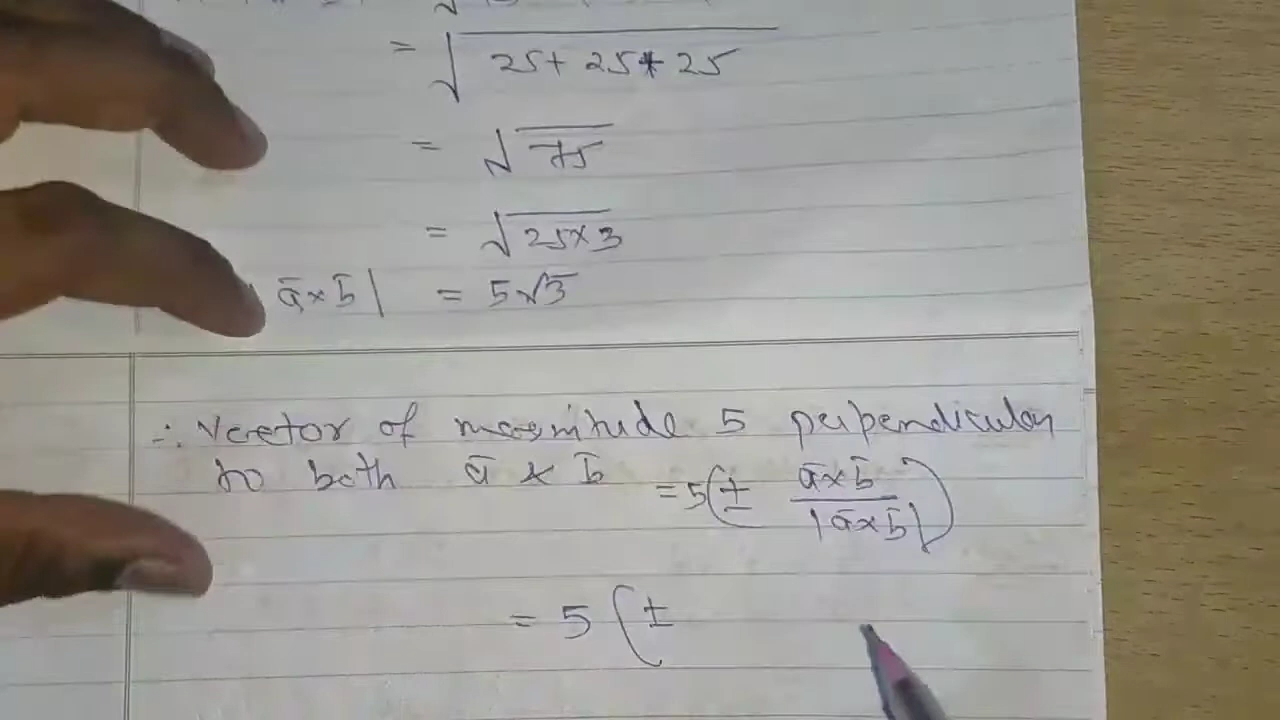 = √25+25+25
= √75
= √25×3
ā×b̄| = 5√3
∴ Vector of magnitude 5 perpendicular
to both ā & b̄ = 5(± ā×b̄/|ā×b̄|)
= 5(±